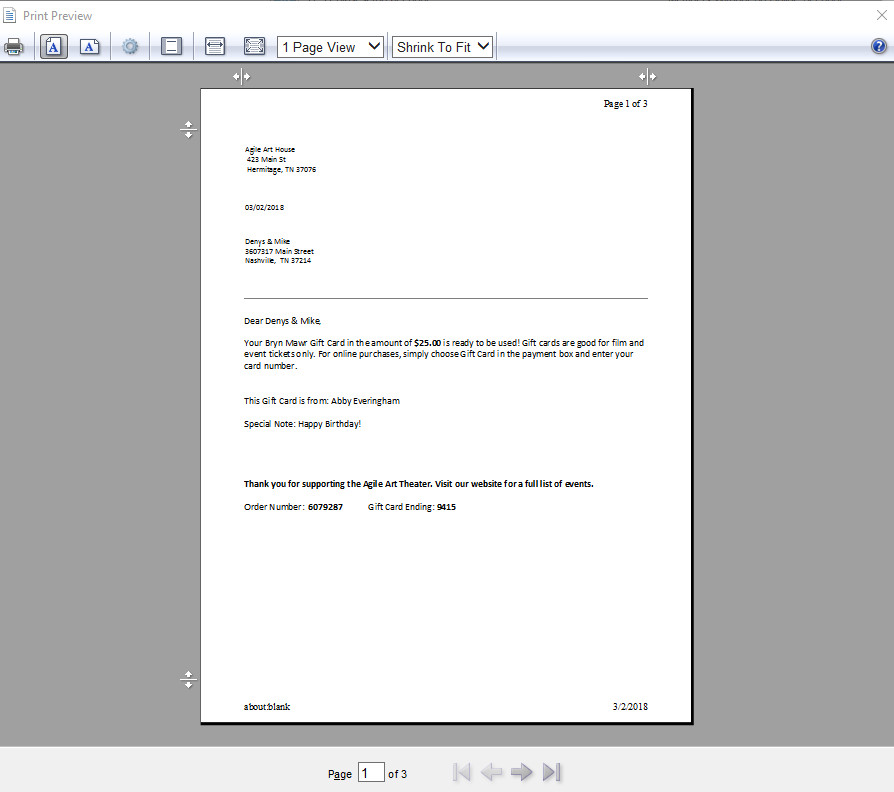 Print Preview
1 Page View
Shrink To Fit
Page 1 of 3
Agile Art House
423 Main St
Hermitage, TN 37076
03/02/2018
Denys & Mike
3607317 Main Street
Nashville, TN 37214
Dear Denys & Mike,
Your Bryn Mawr Gift Card in the amount of $25.00 is ready to be used! Gift cards are good for film and
event tickets only. For online purchases, simply choose Gift Card in the payment box and enter your
card number.
This Gift Card is from: Abby Everingham
Special Note: Happy Birthday!
Thank you for supporting the Agile Art Theater. Visit our website for a full list of events.
Order Number: 6079287 Gift Card Ending: 9415
about:blank 3/2/2018
Page 1 of 3